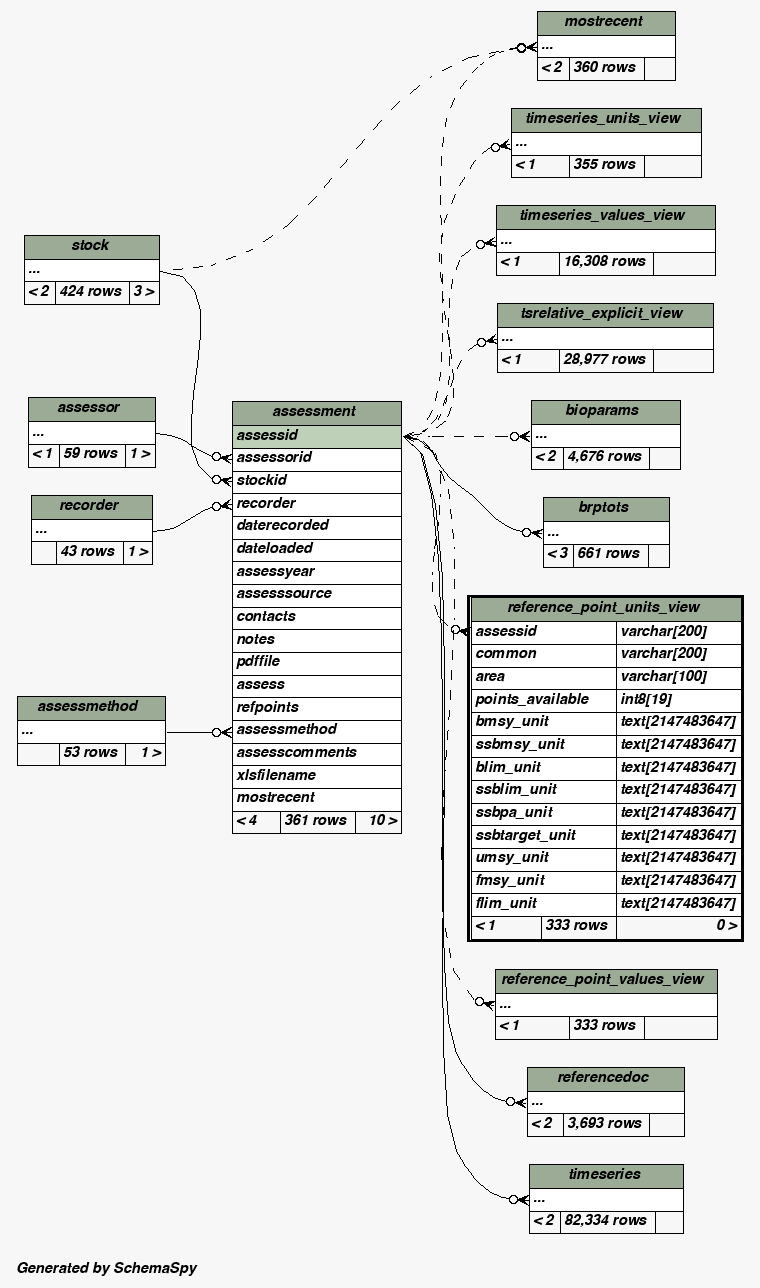 mostrecent
...
< 2 360 rows
timeseries_units_view
...
< 1 355 rows
timeseries_values_view
...
< 1 16,308 rows
stock
...
< 2 424 rows 3 >
tsrelative_explicit_view
...
< 1 28,977 rows
assessor
...
< 1 59 rows 1 >
recorder
...
43 rows 1 >
assessmethod
...
53 rows 1 >
assessment
assessid
assessorid
stockid
recorder
daterecorded
dateloaded
assessyear
assesssource
contacts
notes
pdffile
assess
refpoints
assessmethod
assesscomments
xlsfilename
mostrecent
< 4 361 rows 10 >
bioparams
...
< 2 4,676 rows
brptots
...
< 3 661 rows
reference_point_units_view
assessid varchar[200]
common varchar[200]
area varchar[100]
points_available int8[19]
bmsy_unit text[2147483647]
ssbmsy_unit text[2147483647]
blim_unit text[2147483647]
ssblim_unit text[2147483647]
ssbpa_unit text[2147483647]
ssbtarget_unit text[2147483647]
umsy_unit text[2147483647]
fmsy_unit text[2147483647]
flim_unit text[2147483647]
< 1 333 rows 0 >
reference_point_values_view
...
< 1 333 rows
referencedoc
...
< 2 3,693 rows
timeseries
...
< 2 82,334 rows
Generated by SchemaSpy